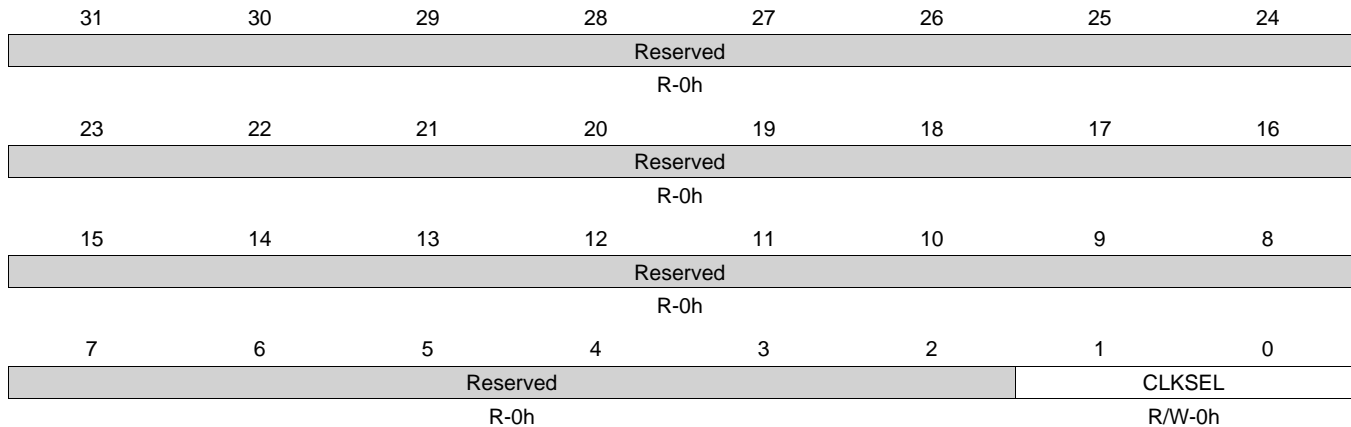 31 30 29 28 27 26 25 24
Reserved
R-0h
23 22 21 20 19 18 17 16
Reserved
R-0h
15 14 13 12 11 10 9 8
Reserved
R-0h
7 6 5 4 3 2 1 0
Reserved CLKSEL
R-0h R/W-0h